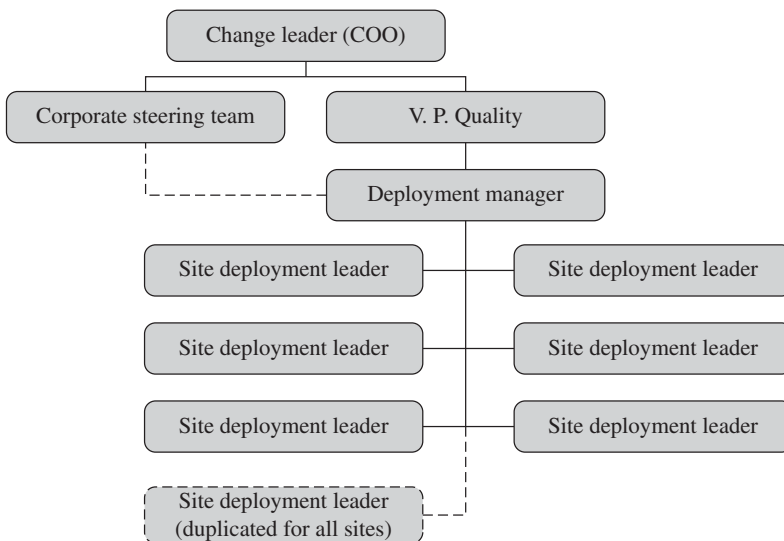 Change leader (COO)
Corporate steering team
V. P. Quality
Deployment manager
Site deployment leader
Site deployment leader
Site deployment leader
Site deployment leader
Site deployment leader
Site deployment leader
Site deployment leader
(duplicated for all sites)